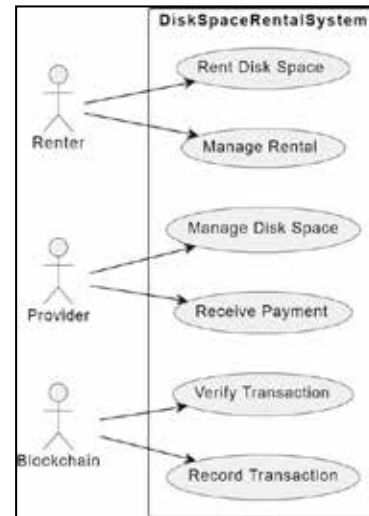 DiskSpaceRentalSystem
Rent Disk Space
Renter
Manage Rental
Manage Disk Space
Provider
Receive Payment
Verify Transaction
Blockchain
Record Transaction